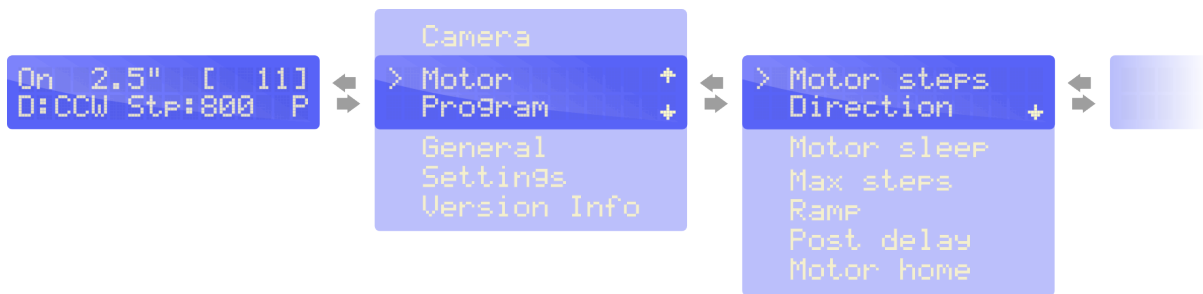 On 2.5" [ 11]
D:CCW Stp:800 P
Camera
> Motor
Program
General
Settings
Version Info
> Motor steps
Direction
Motor sleep
Max steps
Ramp
Post delay
Motor home